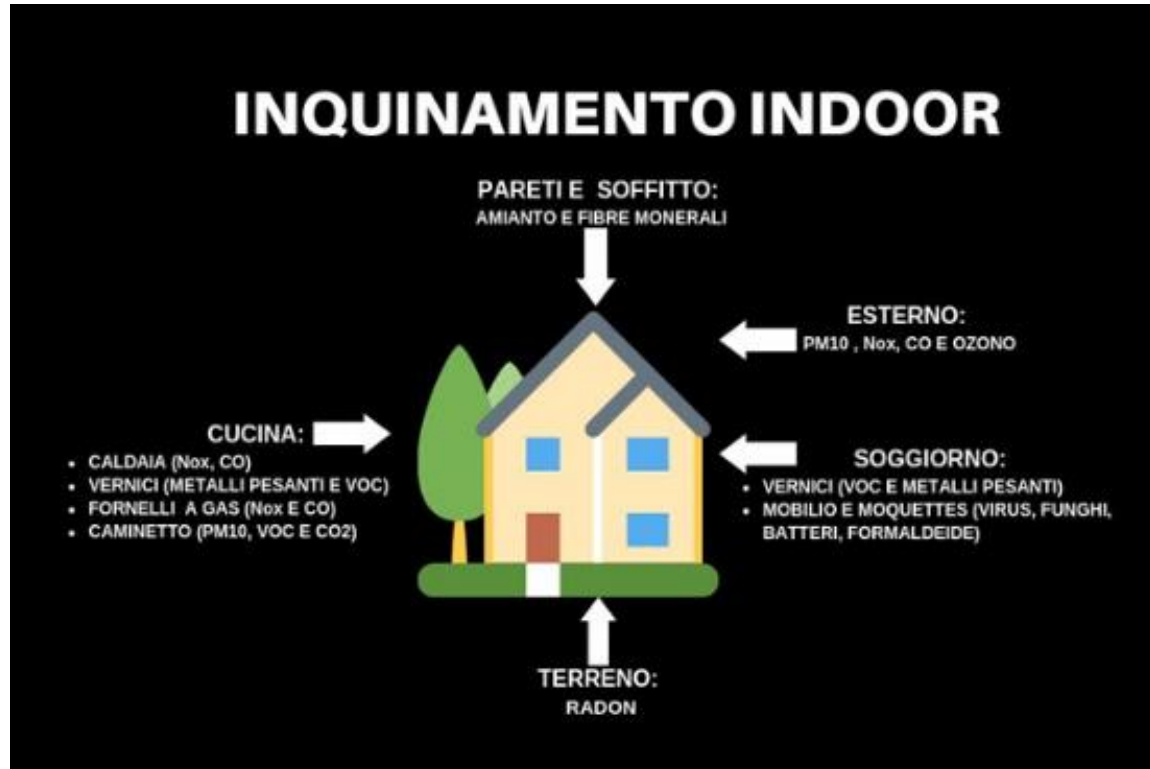 INQUINAMENTO INDOOR
PARETI E SOFFITTO:
AMIANTO E FIBRE MONERALI
ESTERNO:
PM10 , Nox, CO E OZONO
CUCINA:
• CALDAIA (Nox, CO)
• VERNICI (METALLI PESANTI E VOC)
• FORNELLI A GAS (Nox E CO)
• CAMINETTO (PM10, VOC E CO2)
SOGGIORNO:
• VERNICI (VOC E METALLI PESANTI)
• MOBILIO E MOQUETTES (VIRUS, FUNGHI,
BATTERI, FORMALDEIDE)
TERRENO:
RADON